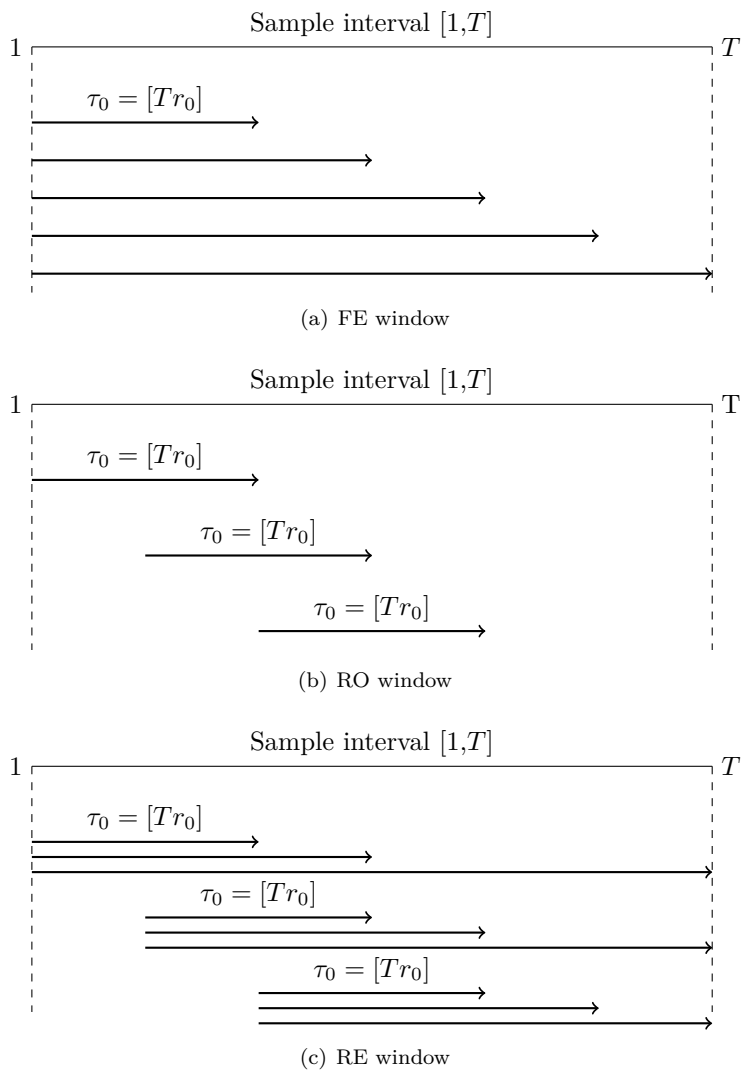 Sample interval [1,T]
1 T
τ₀ = [Tr₀]
(a) FE window
Sample interval [1,T]
1 T
τ₀ = [Tr₀]
τ₀ = [Tr₀]
τ₀ = [Tr₀]
(b) RO window
Sample interval [1,T]
1 T
τ₀ = [Tr₀]
τ₀ = [Tr₀]
τ₀ = [Tr₀]
(c) RE window